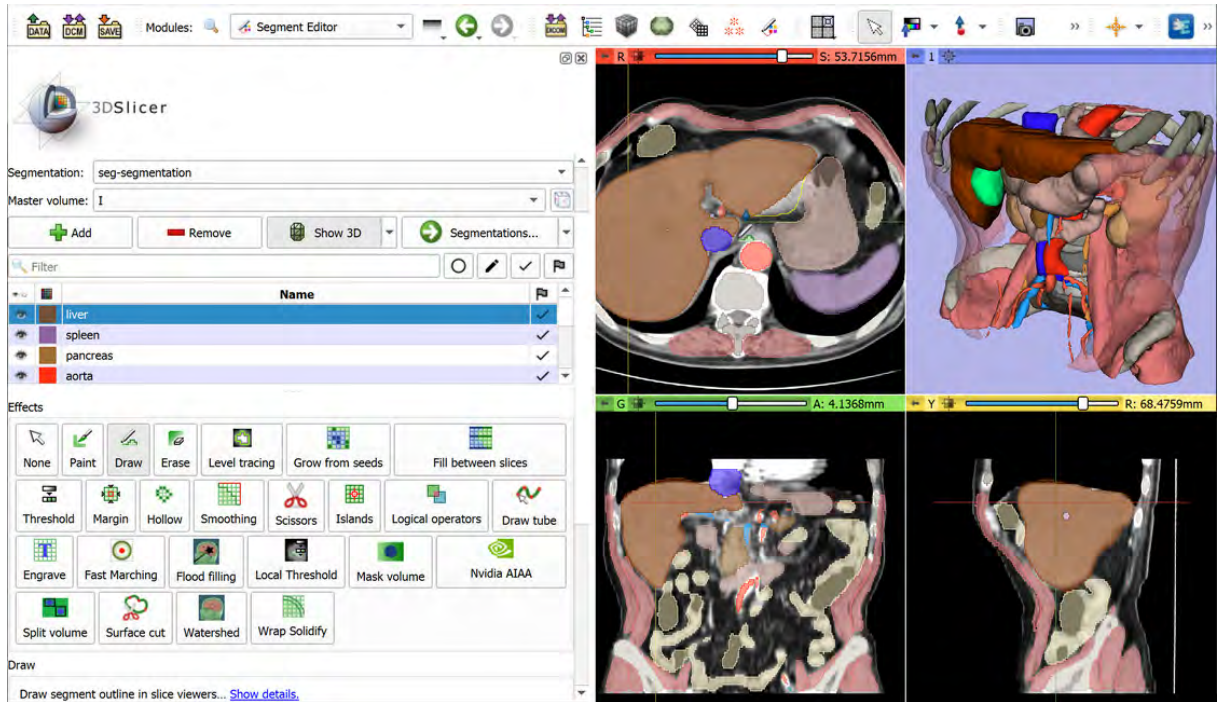 DATA DCM SAVE Modules: Segment Editor DICOM »  »
R S: 53.7156mm 1
3DSlicer
Segmentation: seg-segmentation
Master volume: I
Add Remove Show 3D Segmentations...
Filter
Name
liver
spleen
pancreas
aorta
G A: 4.1368mm Y R: 68.4759mm
Effects
None Paint Draw Erase Level tracing Grow from seeds Fill between slices
Threshold Margin Hollow Smoothing Scissors Islands Logical operators Draw tube
Engrave Fast Marching Flood filling Local Threshold Mask volume Nvidia AIAA
Split volume Surface cut Watershed Wrap Solidify
Draw
Draw segment outline in slice viewers... Show details.